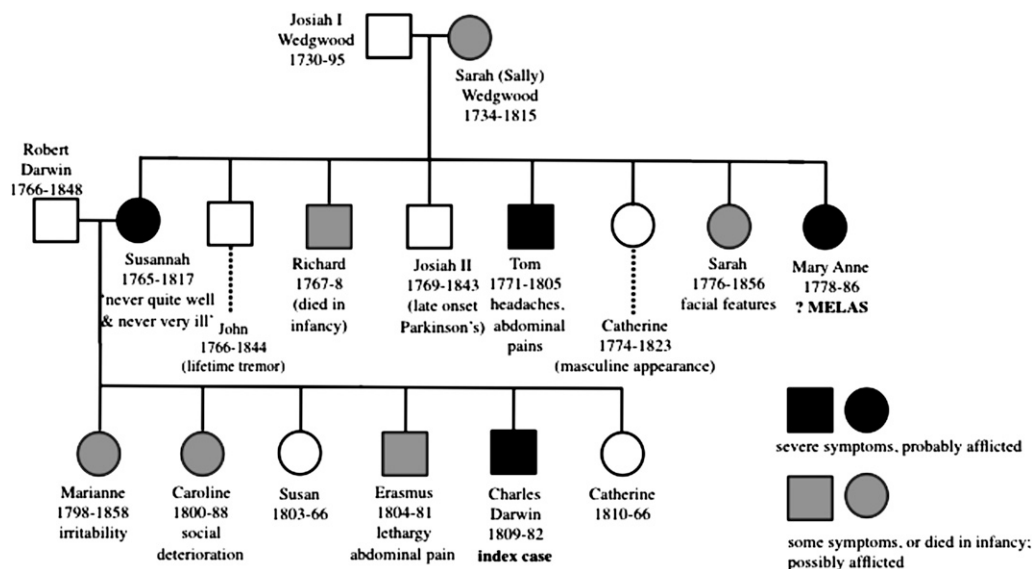 Josiah I
Wedgwood
1730-95
Sarah (Sally)
Wedgwood
1734-1815
Robert
Darwin
1766-1848
Susannah
1765-1817
'never quite well
& never very ill'
John
1766-1844
(lifetime tremor)
Richard
1767-8
(died in
infancy)
Josiah II
1769-1843
(late onset
Parkinson's)
Tom
1771-1805
headaches,
abdominal
pains
Catherine
1774-1823
(masculine appearance)
Sarah
1776-1856
facial features
Mary Anne
1778-86
? MELAS
Marianne
1798-1858
irritability
Caroline
1800-88
social
deterioration
Susan
1803-66
Erasmus
1804-81
lethargy
abdominal pain
Charles
Darwin
1809-82
index case
Catherine
1810-66
severe symptoms, probably afflicted
some symptoms, or died in infancy;
possibly afflicted